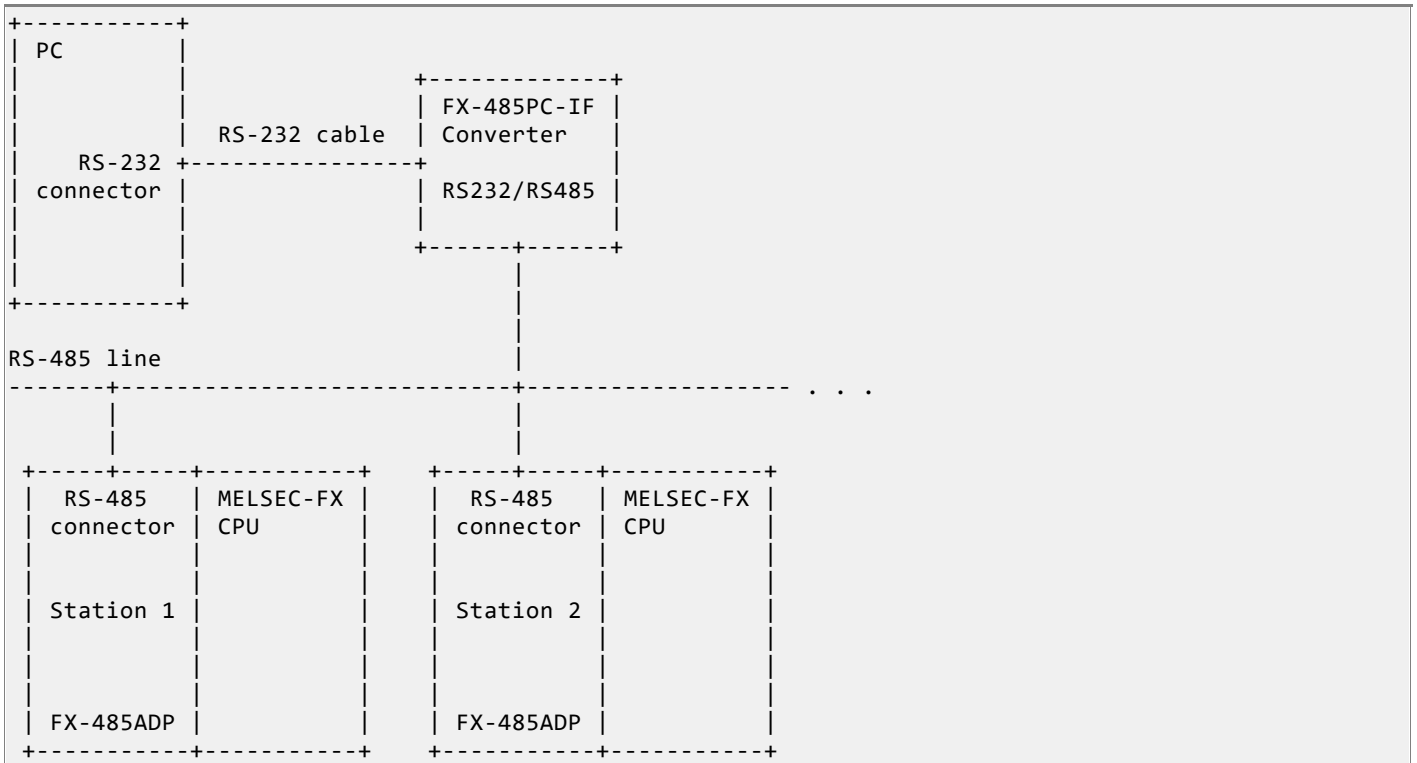 PC
FX-485PC-IF
RS-232 cable Converter
RS-232
connector RS232/RS485
RS-485 line
. . .
RS-485 MELSEC-FX RS-485 MELSEC-FX
connector CPU connector CPU
Station 1 Station 2
FX-485ADP FX-485ADP